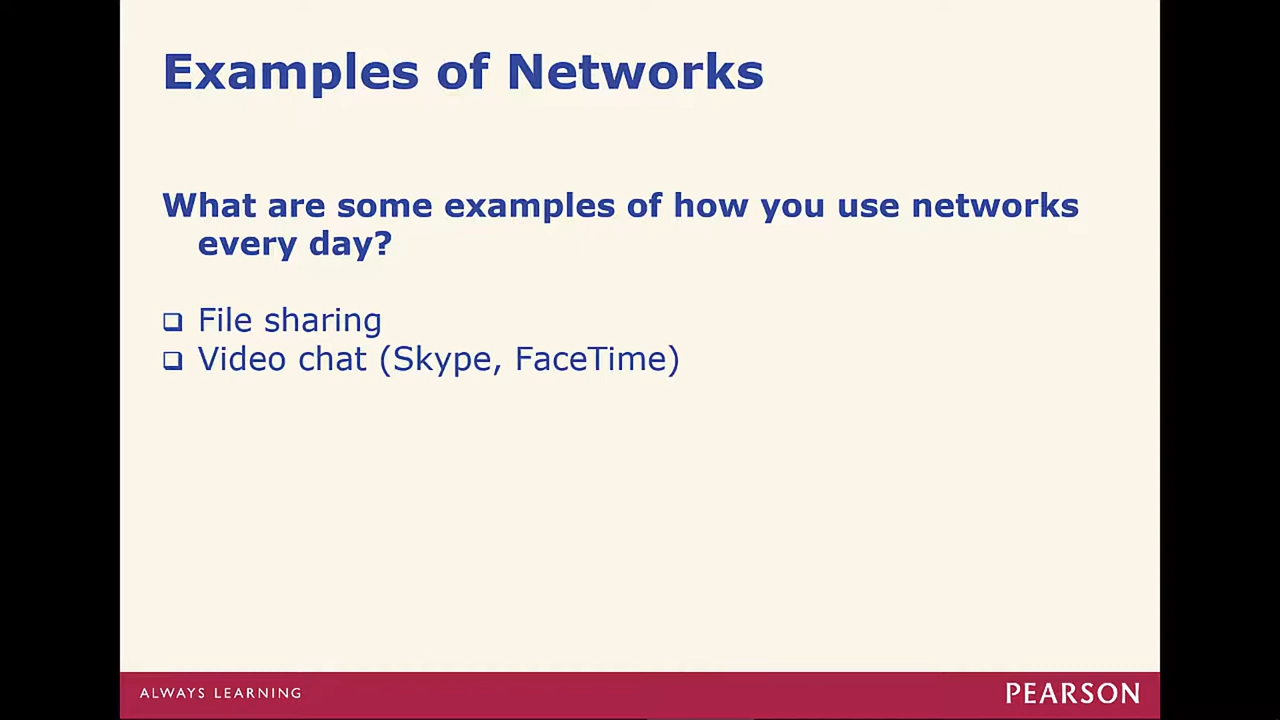 Examples of Networks
What are some examples of how you use networks
every day?
❑ File sharing
❑ Video chat (Skype, FaceTime)
ALWAYS LEARNING
PEARSON